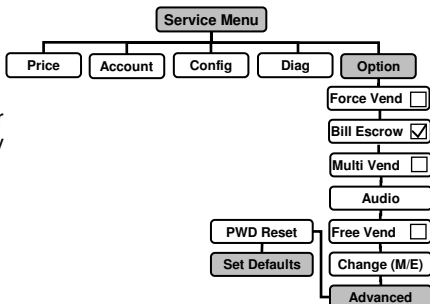 Service Menu
Price Account Config Diag Option
Force Vend
r
Bill Escrow
y
Multi Vend
Audio
PWD Reset Free Vend
Set Defaults Change (M/E)
Advanced